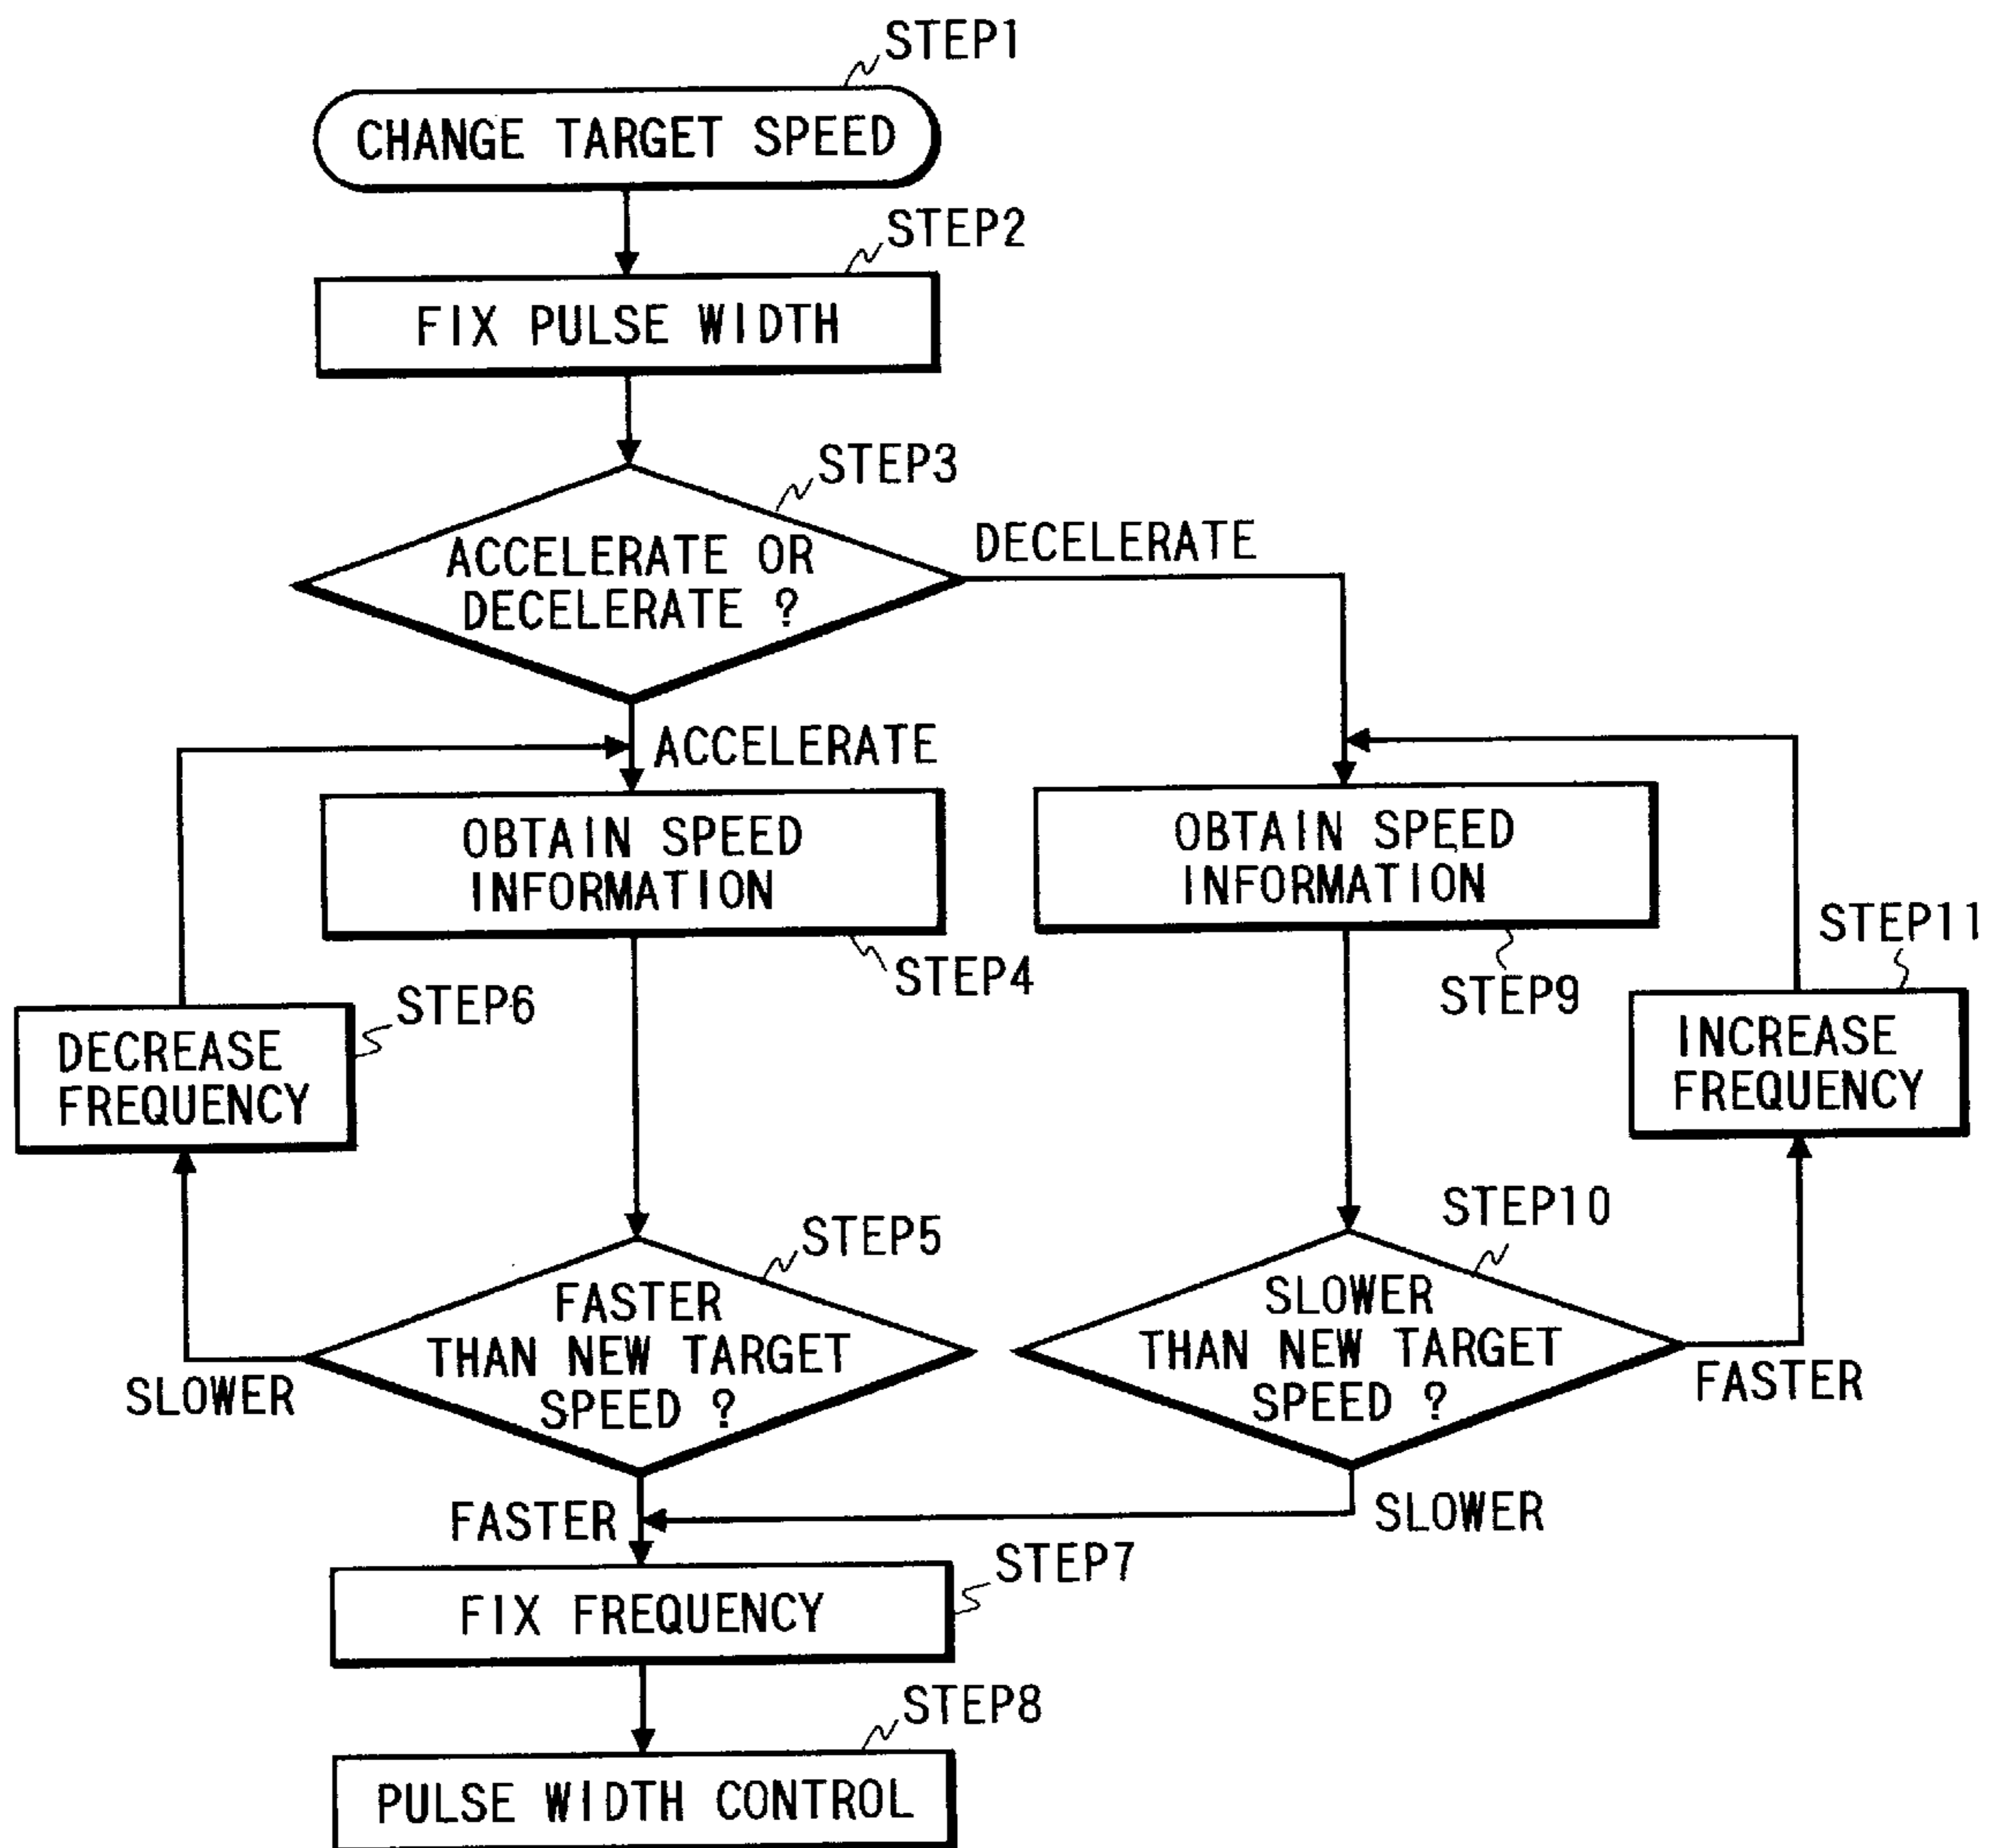 STEP1
CHANGE TARGET SPEED
STEP2
FIX PULSE WIDTH
STEP3
ACCELERATE OR
DECELERATE ?
DECELERATE
ACCELERATE
OBTAIN SPEED
INFORMATION
STEP4
OBTAIN SPEED
INFORMATION
STEP9
STEP11
INCREASE
FREQUENCY
STEP6
DECREASE
FREQUENCY
STEP5
FASTER
THAN NEW TARGET
SPEED ?
SLOWER
STEP10
SLOWER
THAN NEW TARGET
SPEED ?
FASTER
FASTER
SLOWER
STEP7
FIX FREQUENCY
STEP8
PULSE WIDTH CONTROL